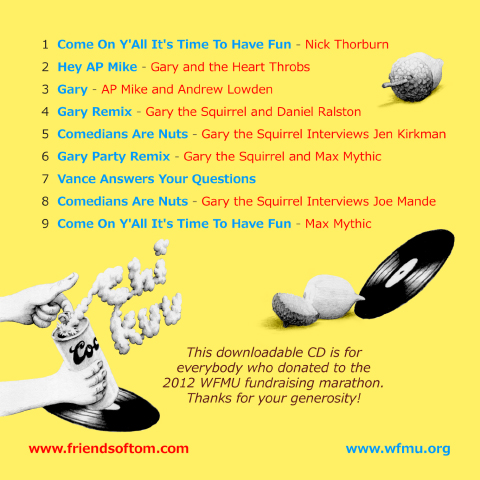 1 Come On Y'All It's Time To Have Fun - Nick Thorburn
2 Hey AP Mike - Gary and the Heart Throbs
3 Gary - AP Mike and Andrew Lowden
4 Gary Remix - Gary the Squirrel and Daniel Ralston
5 Comedians Are Nuts - Gary the Squirrel Interviews Jen Kirkman
6 Gary Party Remix - Gary the Squirrel and Max Mythic
7 Vance Answers Your Questions
8 Comedians Are Nuts - Gary the Squirrel Interviews Joe Mande
9 Come On Y'All It's Time To Have Fun - Max Mythic
Coc
This downloadable CD is for
everybody who donated to the
2012 WFMU fundraising marathon.
Thanks for your generosity!
www.friendsoftom.com
www.wfmu.org